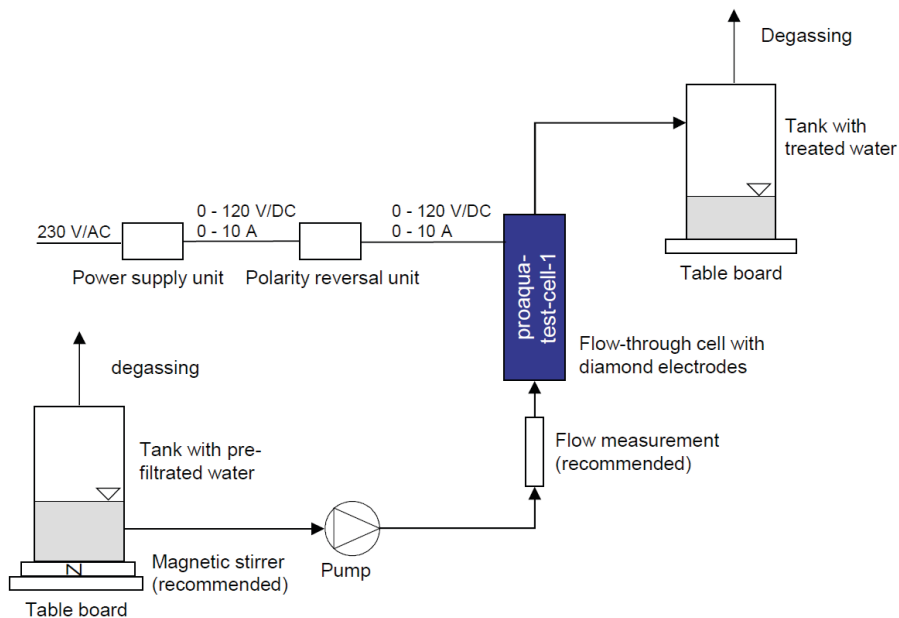 Degassing
Tank with
treated water
Table board
230 V/AC
0 - 120 V/DC
0 - 10 A
0 - 120 V/DC
0 - 10 A
Power supply unit
Polarity reversal unit
proaqua-
test-cell-1
Flow-through cell with
diamond electrodes
degassing
Flow measurement
(recommended)
Tank with pre-
filtrated water
Magnetic stirrer
(recommended)
Pump
N
Table board